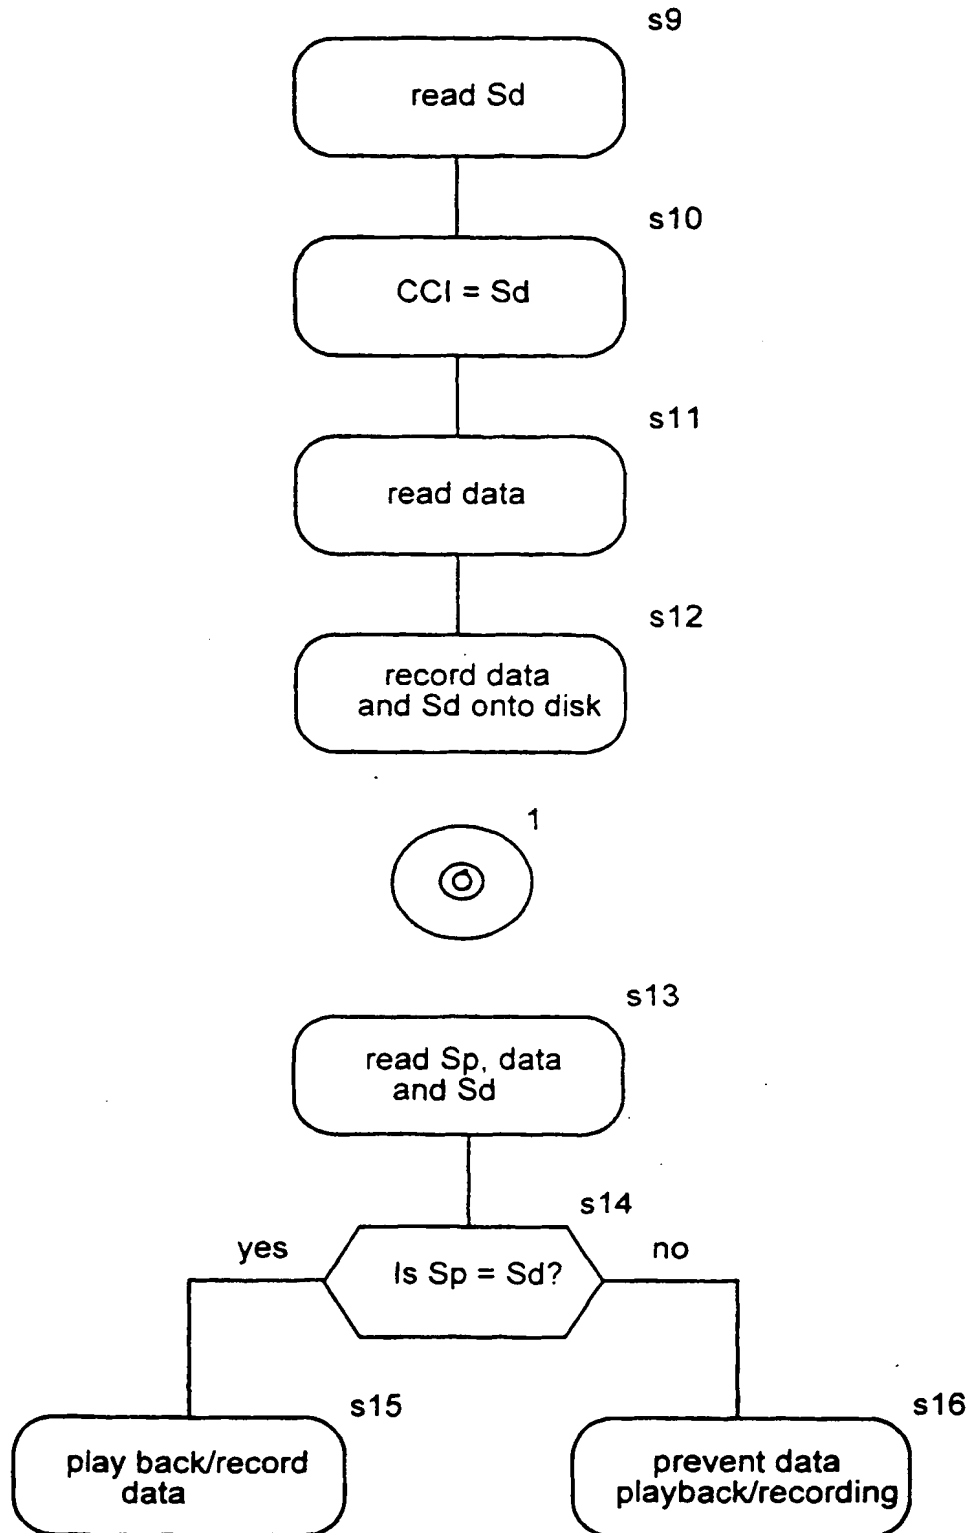 s9
read Sd
s10
CCI = Sd
s11
read data
s12
record data
and Sd onto disk
1
s13
read Sp, data
and Sd
s14
yes
no
Is Sp = Sd?
s15
s16
play back/record
data
prevent data
playback/recording